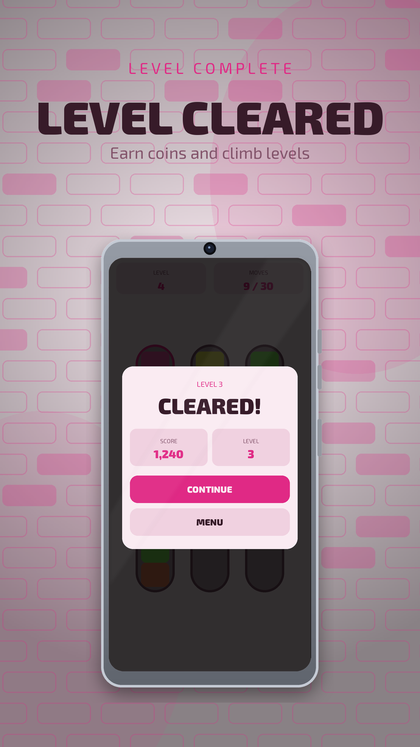 LEVEL COMPLETE
LEVEL CLEARED
Earn coins and climb levels
LEVEL
4
9 / 30
LEVEL 3
CLEARED!
SCORE
1,240
LEVEL
3
CONTINUE
MENU